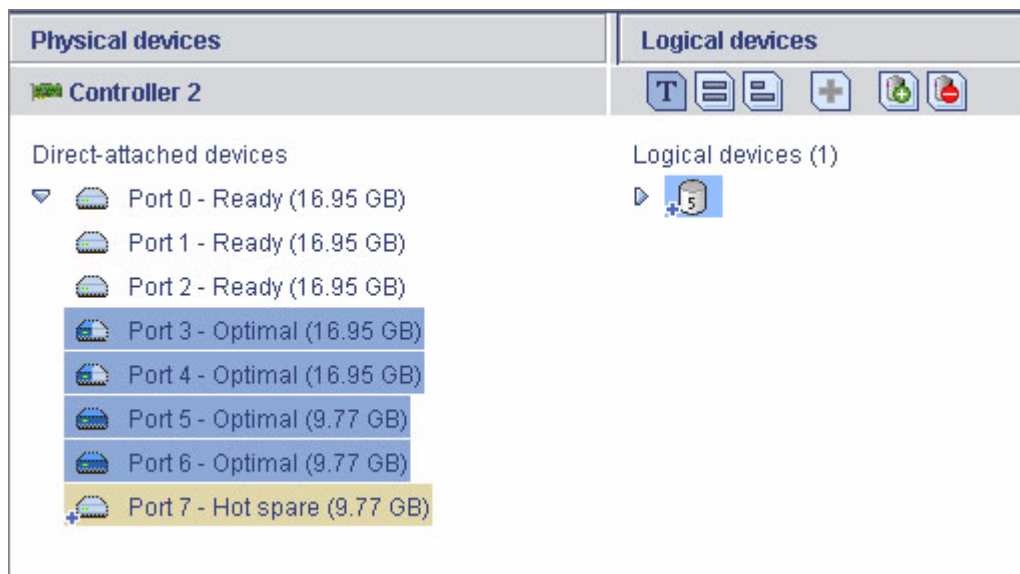 Physical devices
Logical devices
Controller 2
T
Direct-attached devices
Logical devices (1)
Port 0 - Ready (16.95 GB)
5
Port 1 - Ready (16.95 GB)
Port 2 - Ready (16.95 GB)
Port 3 - Optimal (16.95 GB)
Port 4 - Optimal (16.95 GB)
Port 5 - Optimal (9.77 GB)
Port 6 - Optimal (9.77 GB)
Port 7 - Hot spare (9.77 GB)